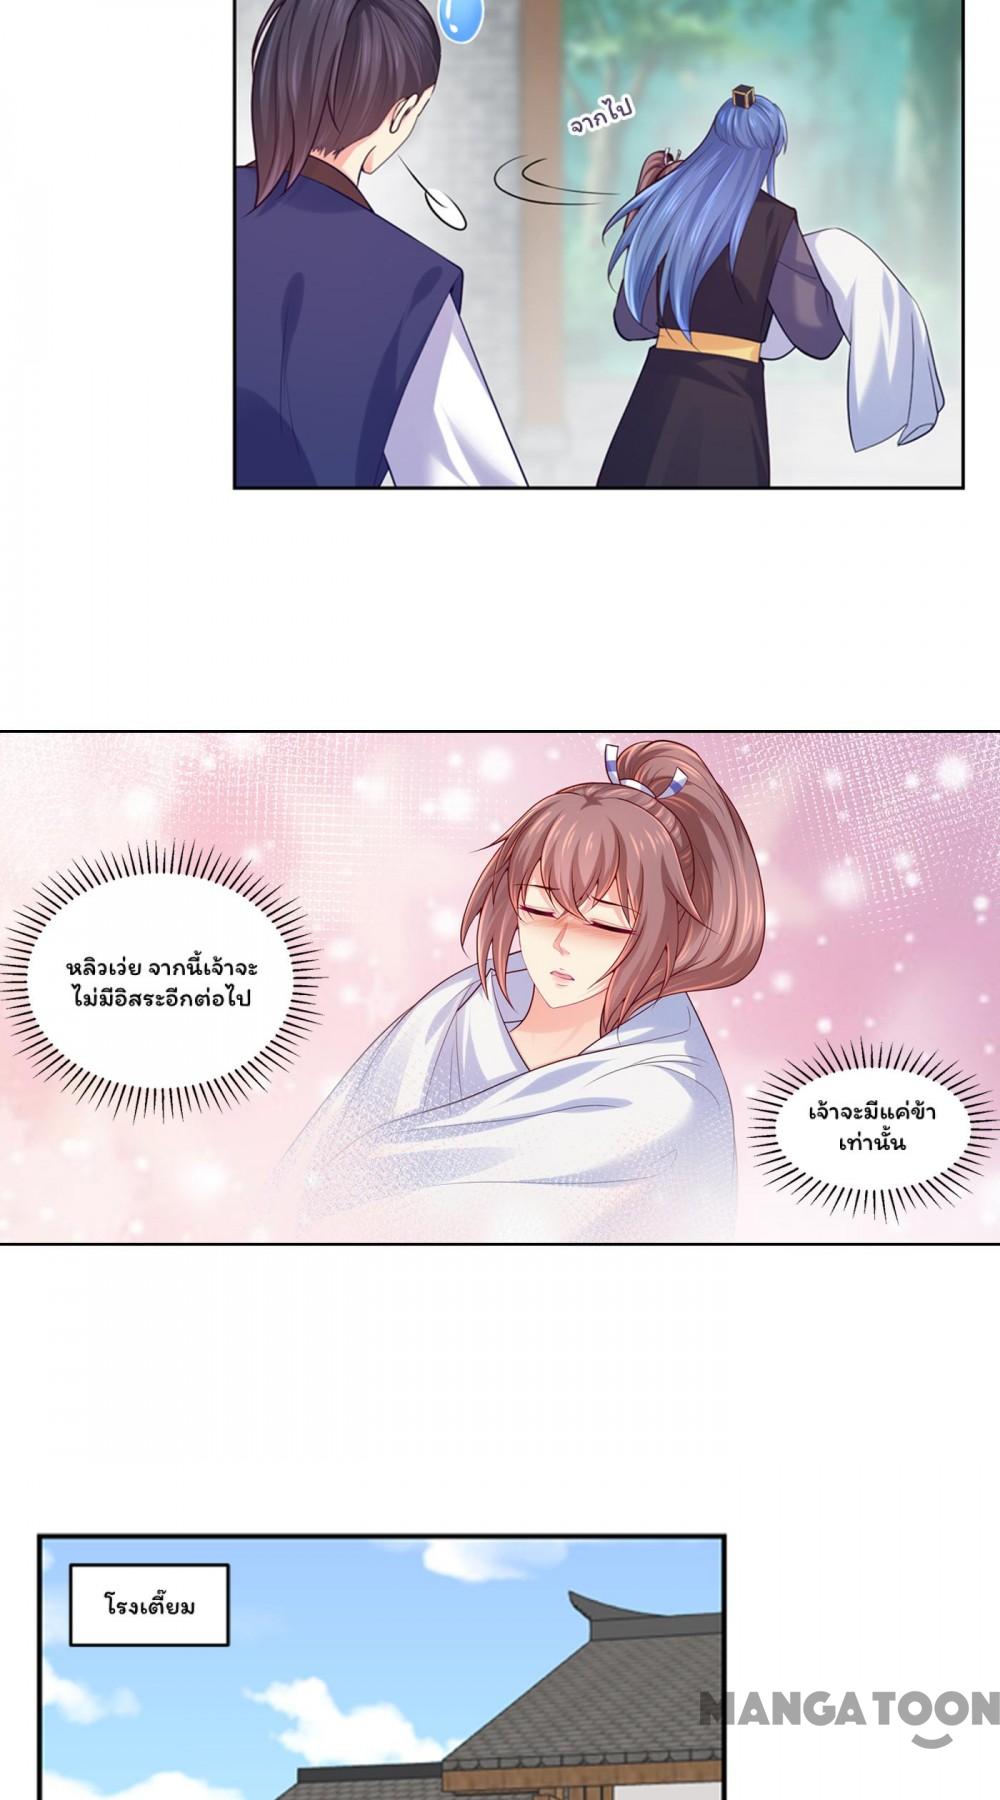 จากไป
หลิวเว่ย จากนี้เจ้าจะ
ไม่มีอิสระอีกต่อไป
เจ้าจะมีแค่ข้า
เท่านั้น
โรงเตี๊ยม
MANGATOON